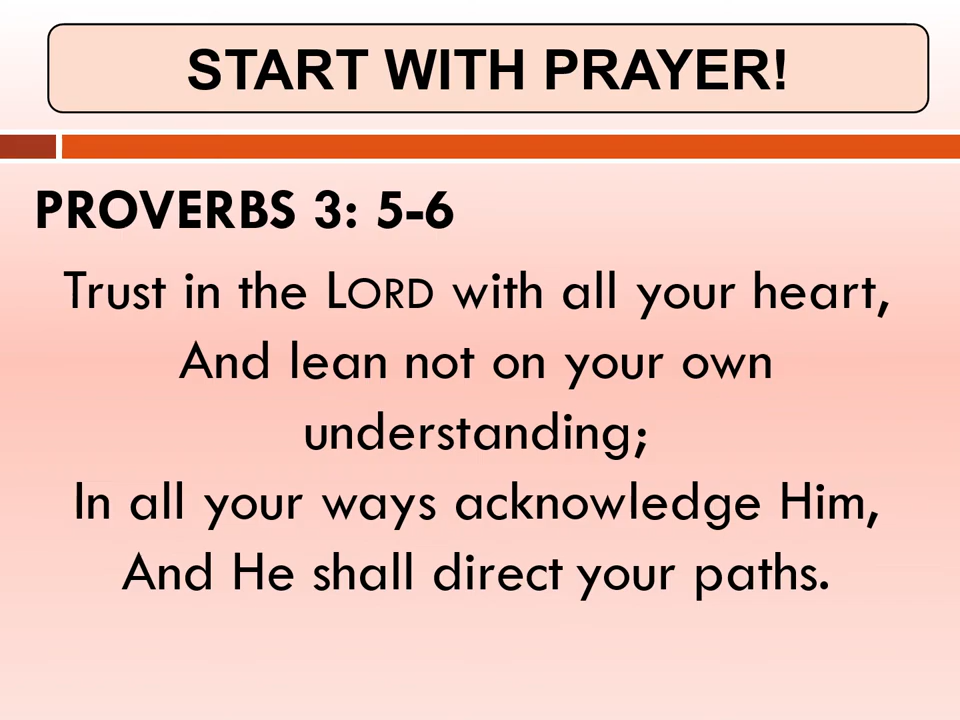 START WITH PRAYER!
PROVERBS 3: 5-6
Trust in the LORD with all your heart,
And lean not on your own
understanding;
In all your ways acknowledge Him,
And He shall direct your paths.